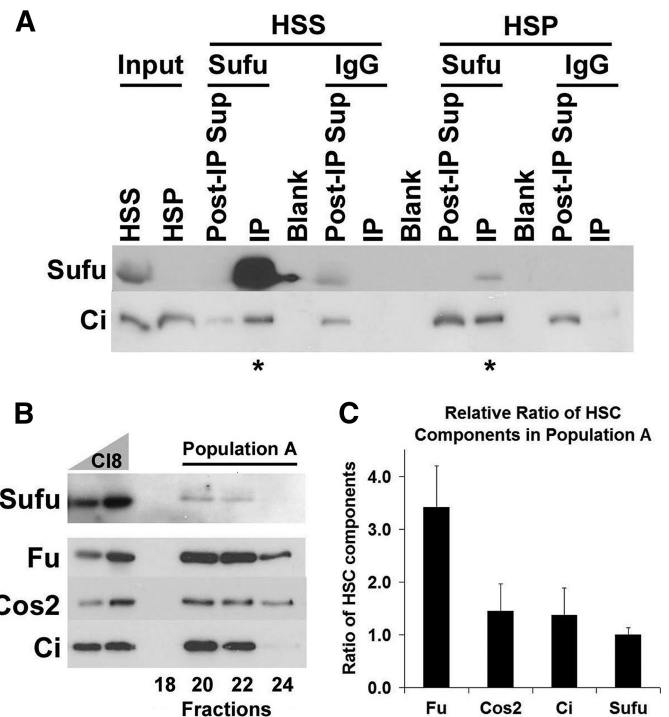 A
HSS HSP
Input Sufu IgG Sufu IgG
HSS
HSP
Post-IP Sup
IP
Blank
Post-IP Sup
IP
Blank
Post-IP Sup
IP
Blank
Post-IP Sup
IP
Sufu
Ci
* *
B
Cl8
Population A
Sufu
Fu
Cos2
Ci
18 20 22 24
Fractions
C
Relative Ratio of HSC
Components in Population A
Ratio of HSC components
4.0
3.0
2.0
1.0
0.0
Fu Cos2 Ci Sufu